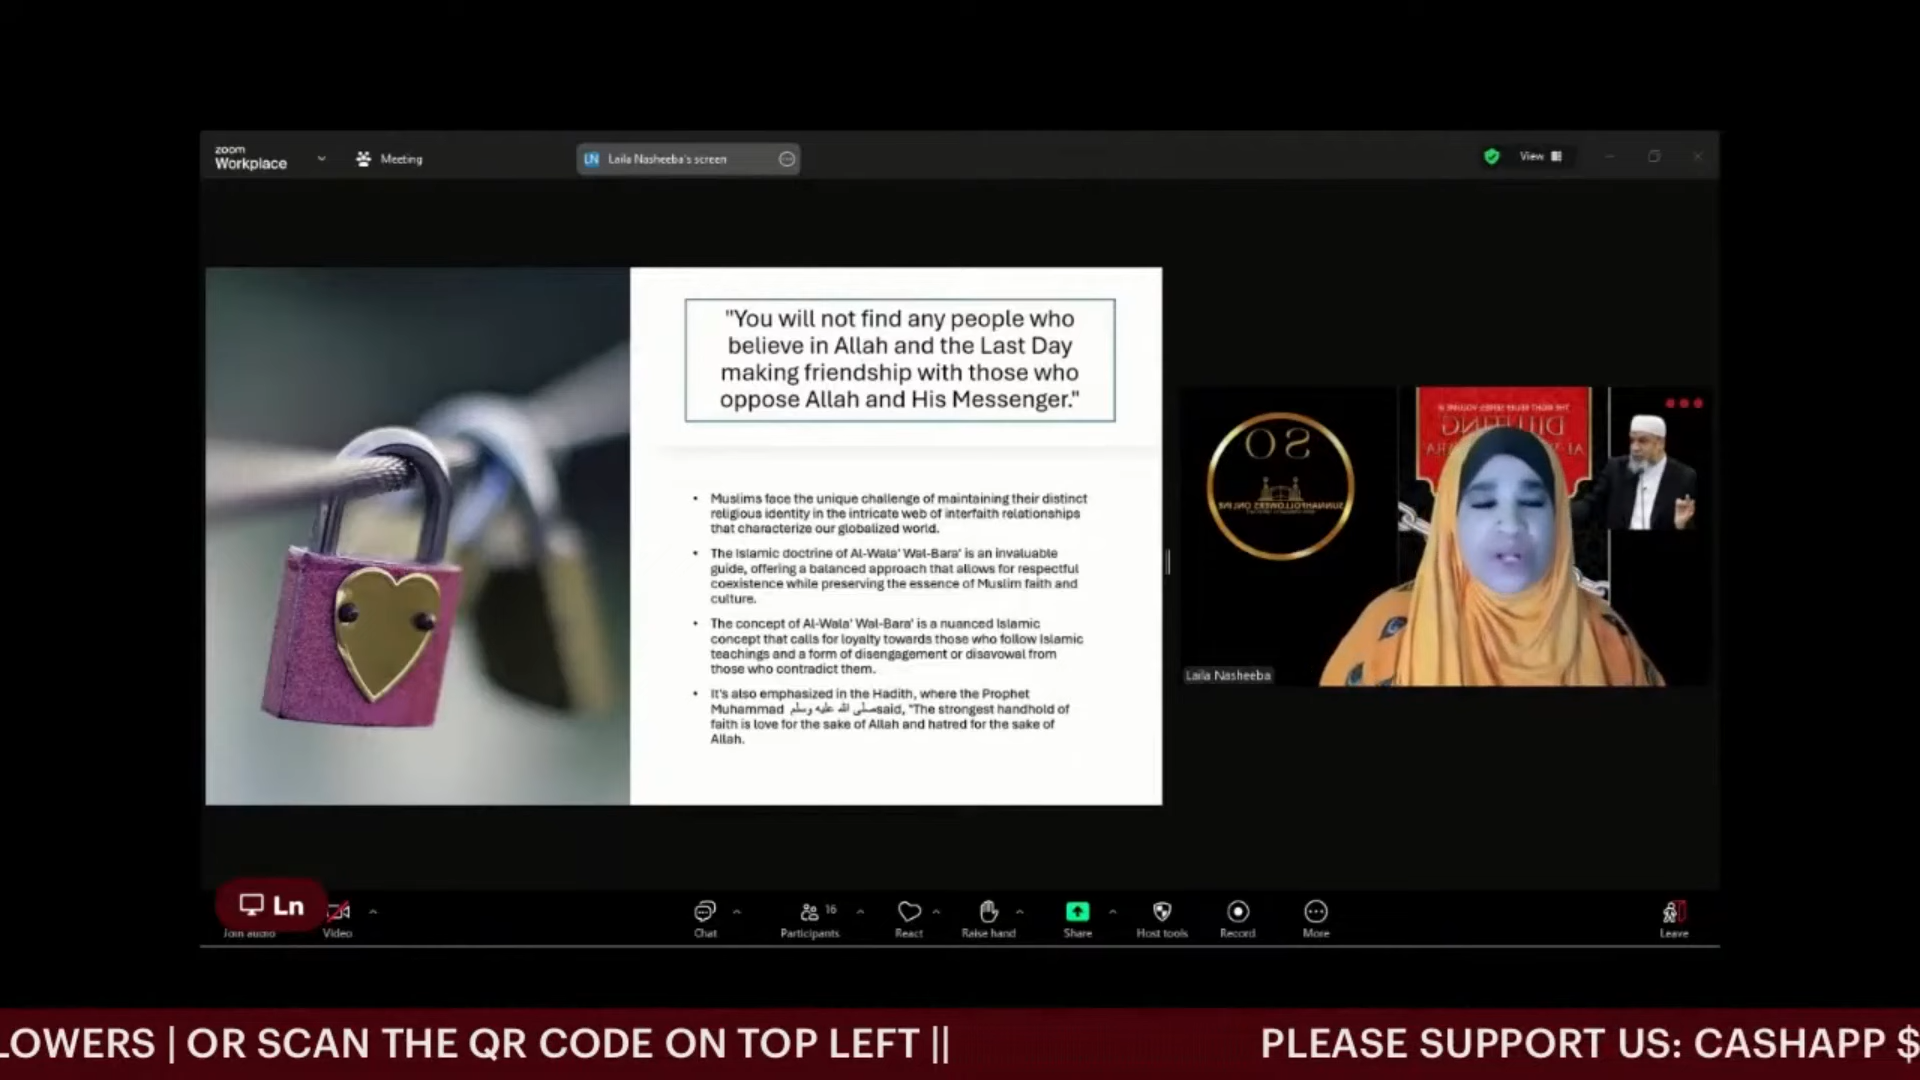 zoom
Workplace
Meeting
LN Laila Nasheeba's screen
View
"You will not find any people who
believe in Allah and the Last Day
making friendship with those who
oppose Allah and His Messenger."
• Muslims face the unique challenge of maintaining their distinct
religious identity in the intricate web of interfaith relationships
that characterize our globalized world.
• The Islamic doctrine of Al-Wala' Wal-Bara' is an invaluable
guide, offering a balanced approach that allows for respectful
coexistence while preserving the essence of Muslim faith and
culture.
• The concept of Al-Wala' Wal-Bara' is a nuanced Islamic
concept that calls for loyalty towards those who follow Islamic
teachings and a form of disengagement or disavowal from
those who contradict them.
• It's also emphasized in the Hadith, where the Prophet
Muhammad صلى الله عليه وسلم said, "The strongest handhold of
faith is love for the sake of Allah and hatred for the sake of
Allah.
SO
SUNNAHFOLLOWERS ONLINE
Laila Nasheeba
Ln
Join audio
Video
Chat
16
Participants
React
Raise hand
Share
Host tools
Record
More
Leave
LOWERS | OR SCAN THE QR CODE ON TOP LEFT ||
PLEASE SUPPORT US: CASHAPP $